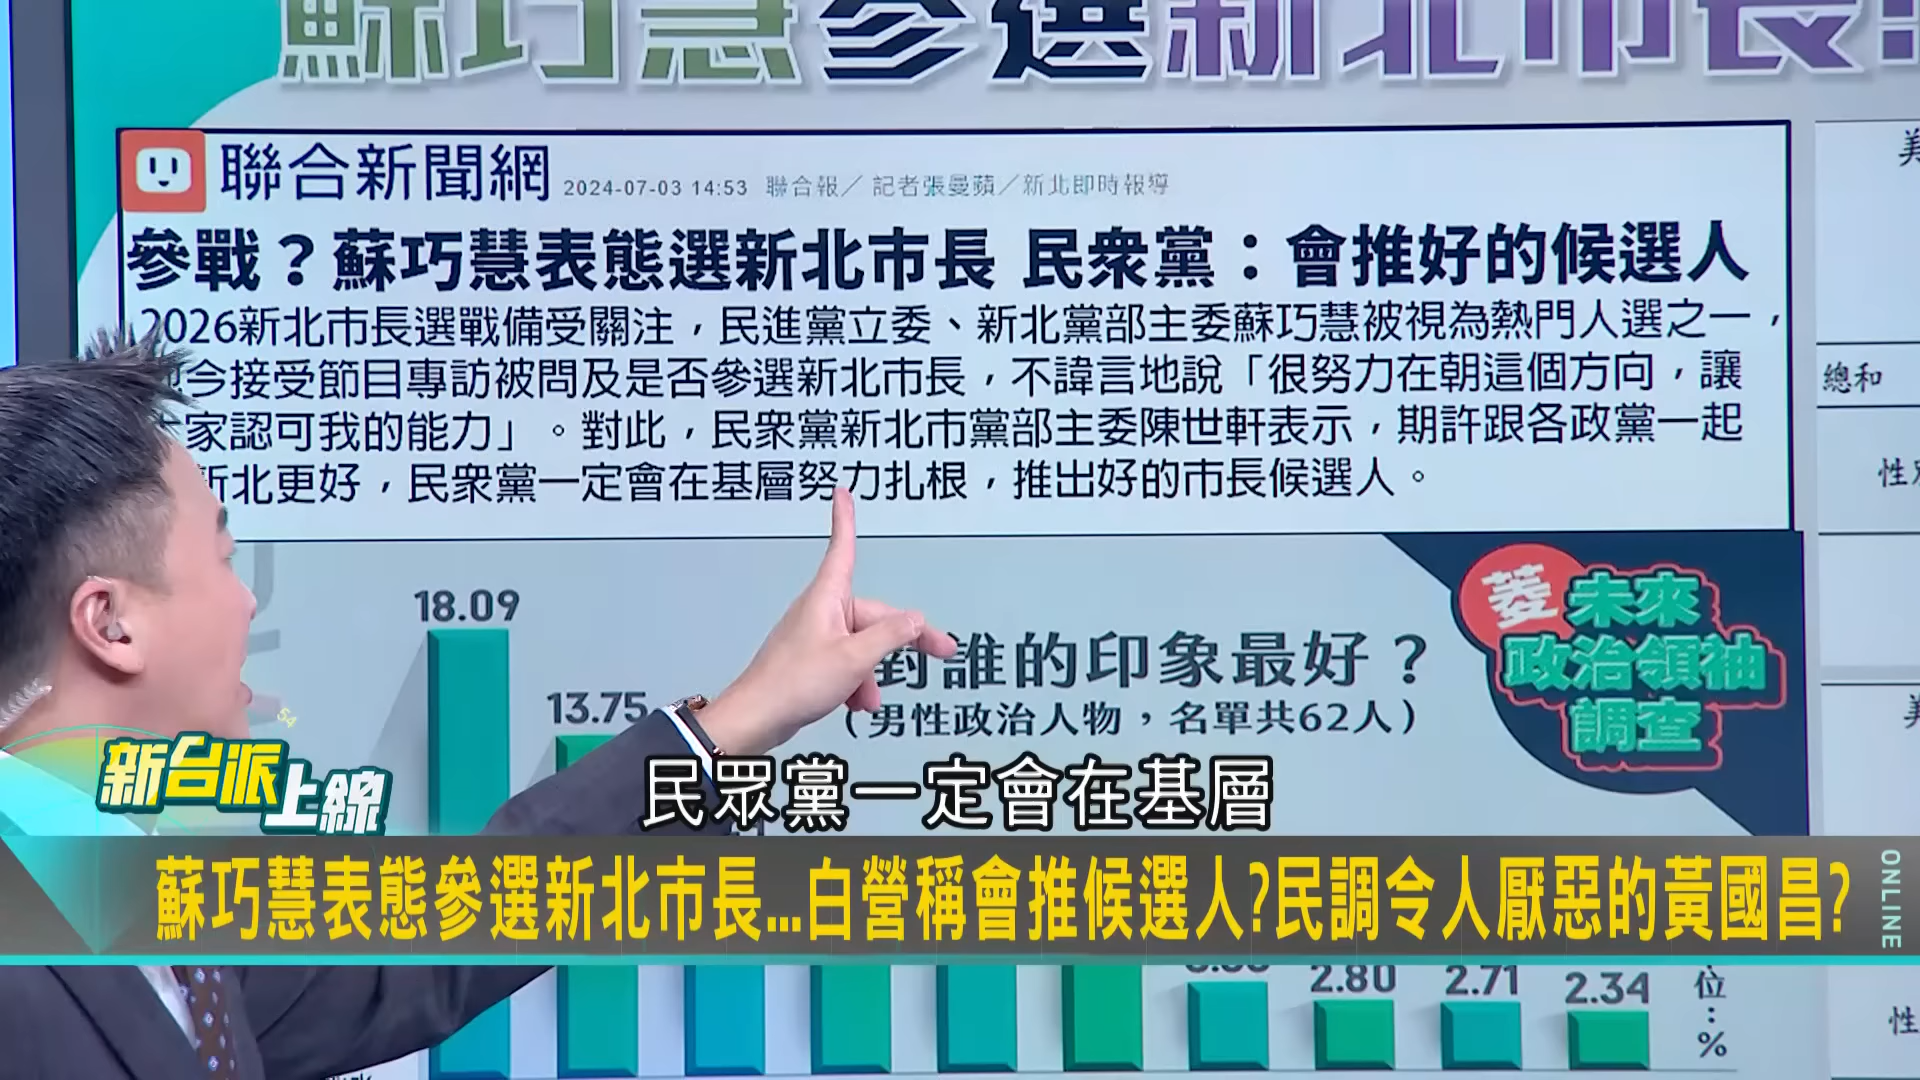 蘇巧慧參選新北市長!
聯合新聞網 2024-07-03 14:53 聯合報／記者張曼蘋／新北即時報導
參戰？蘇巧慧表態選新北市長 民眾黨：會推好的候選人
2026新北市長選戰備受關注，民進黨立委、新北黨部主委蘇巧慧被視為熱門人選之一，
今接受節目專訪被問及是否參選新北市長，不諱言地說「很努力在朝這個方向，讓
家認可我的能力」。對此，民眾黨新北市黨部主委陳世軒表示，期許跟各政黨一起
新北更好，民眾黨一定會在基層努力扎根，推出好的市長候選人。
總和
18.09
13.75
對誰的印象最好？
（男性政治人物，名單共62人）
菱 未來
政治領袖
調查
新台派上線
民眾黨一定會在基層
蘇巧慧表態參選新北市長...白營稱會推候選人?民調令人厭惡的黃國昌?
ONLINE
2.80
2.71
2.34
位：%
性